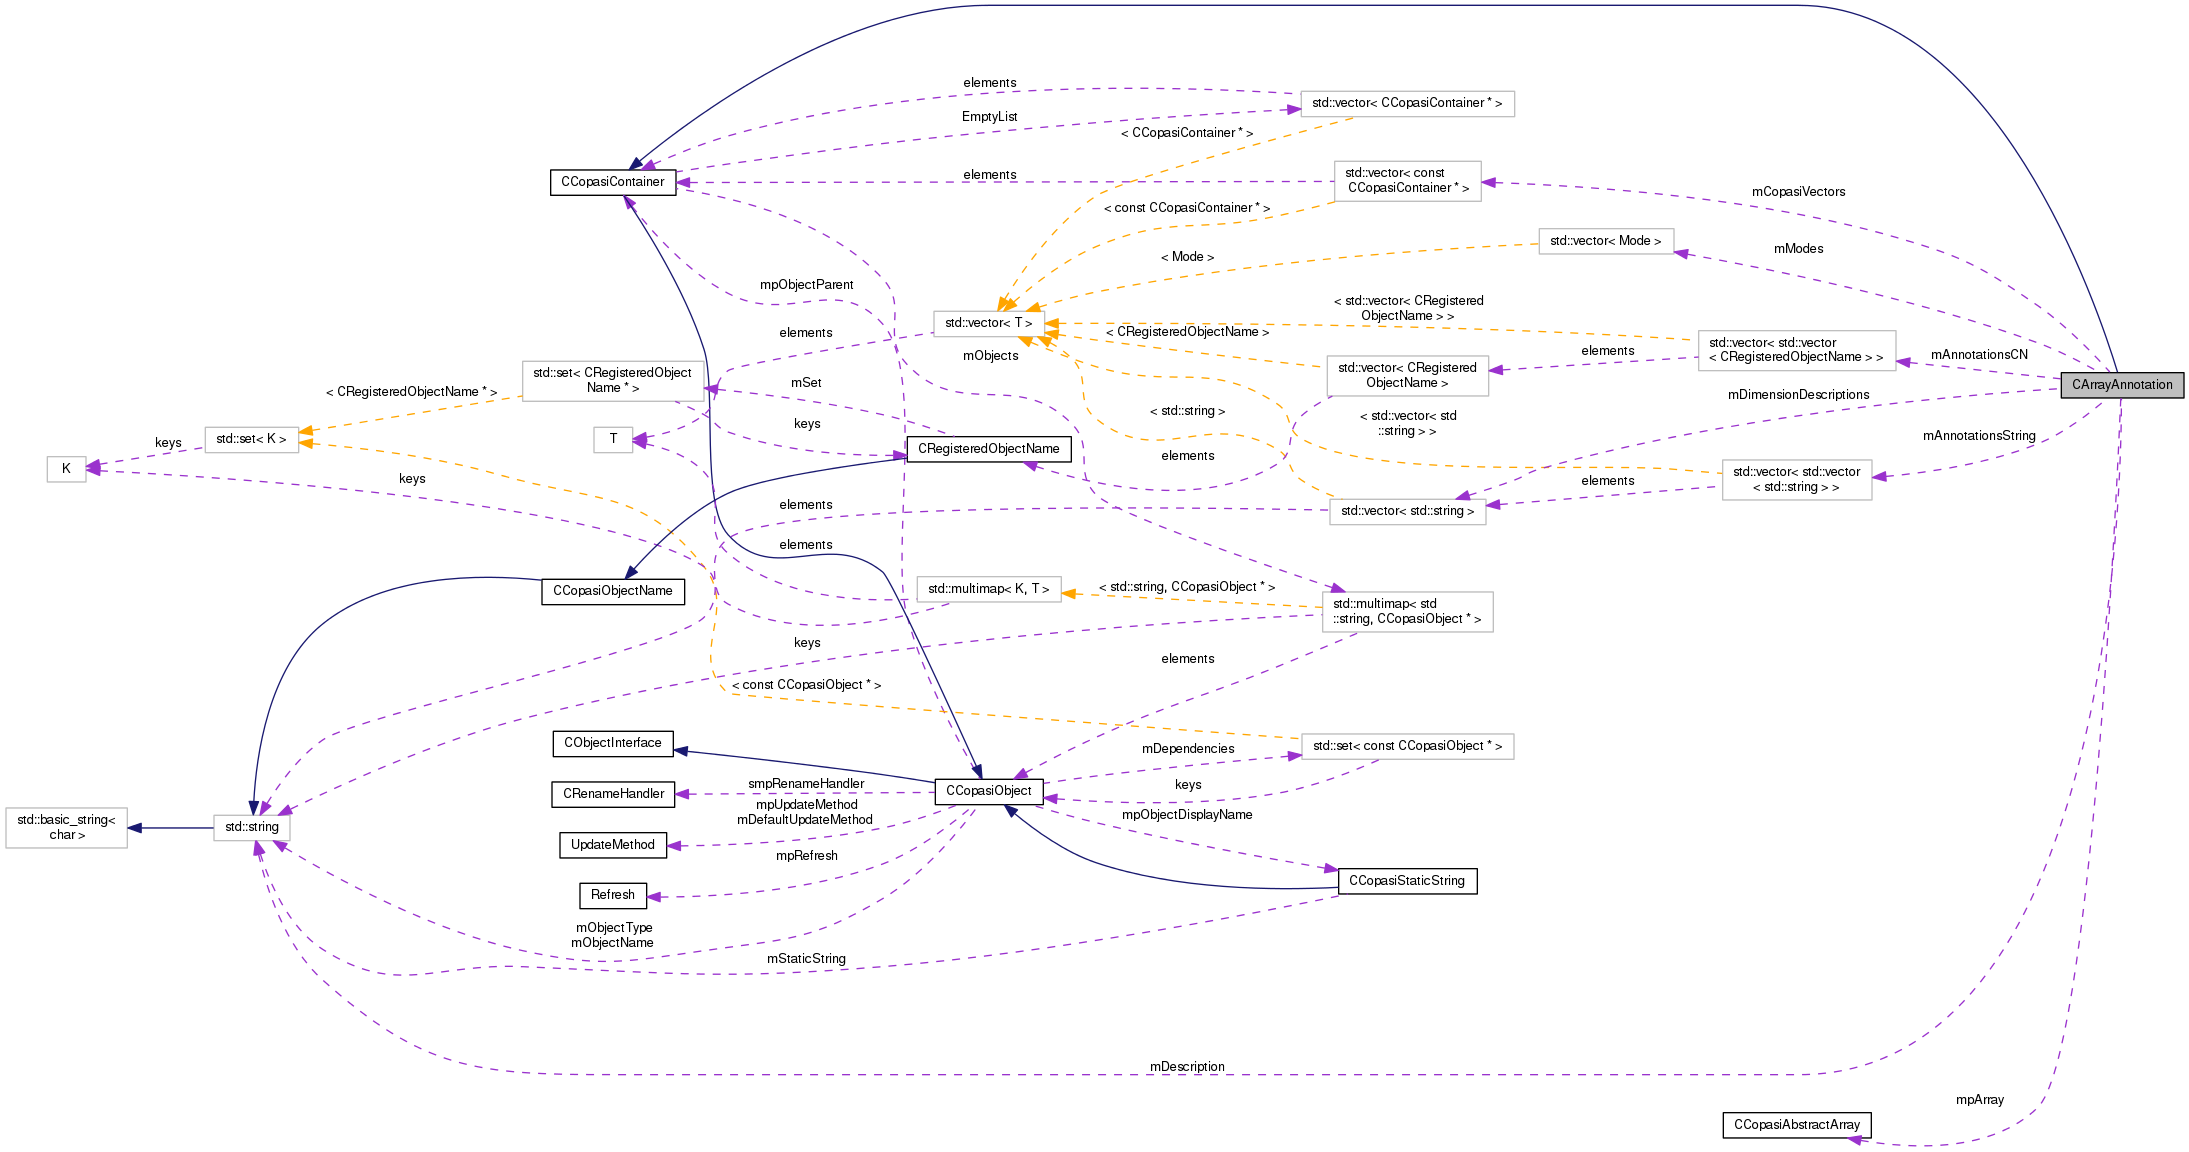 elements
std::vector< CCopasiContainer * >
EmptyList
< CCopasiContainer * >
CCopasiContainer
elements
std::vector< const
CCopasiContainer * >
mCopasiVectors
< const CCopasiContainer * >
std::vector< Mode >
mModes
< Mode >
mpObjectParent
< std::vector< CRegistered
ObjectName > >
std::vector< T >
elements
< CRegisteredObjectName >
mObjects
std::vector< std::vector
< CRegisteredObjectName > >
elements
mAnnotationsCN
std::set< CRegisteredObject
Name * >
mSet
std::vector< CRegistered
ObjectName >
CArrayAnnotation
< CRegisteredObjectName * >
mDimensionDescriptions
< std::string >
< std::vector< std
::string > >
keys
std::set< K >
keys
T
CRegisteredObjectName
mAnnotationsString
K
elements
keys
std::vector< std::vector
< std::string > >
elements
elements
std::vector< std::string >
elements
CCopasiObjectName
std::multimap< K, T >
< std::string, CCopasiObject * >
std::multimap< std
::string, CCopasiObject * >
keys
elements
< const CCopasiObject * >
CObjectInterface
mDependencies
std::set< const CCopasiObject * >
smpRenameHandler
keys
CRenameHandler
CCopasiObject
mpUpdateMethod
mDefaultUpdateMethod
mpObjectDisplayName
std::basic_string<
char >
std::string
UpdateMethod
mpRefresh
Refresh
CCopasiStaticString
mObjectType
mObjectName
mStaticString
mDescription
mpArray
CCopasiAbstractArray